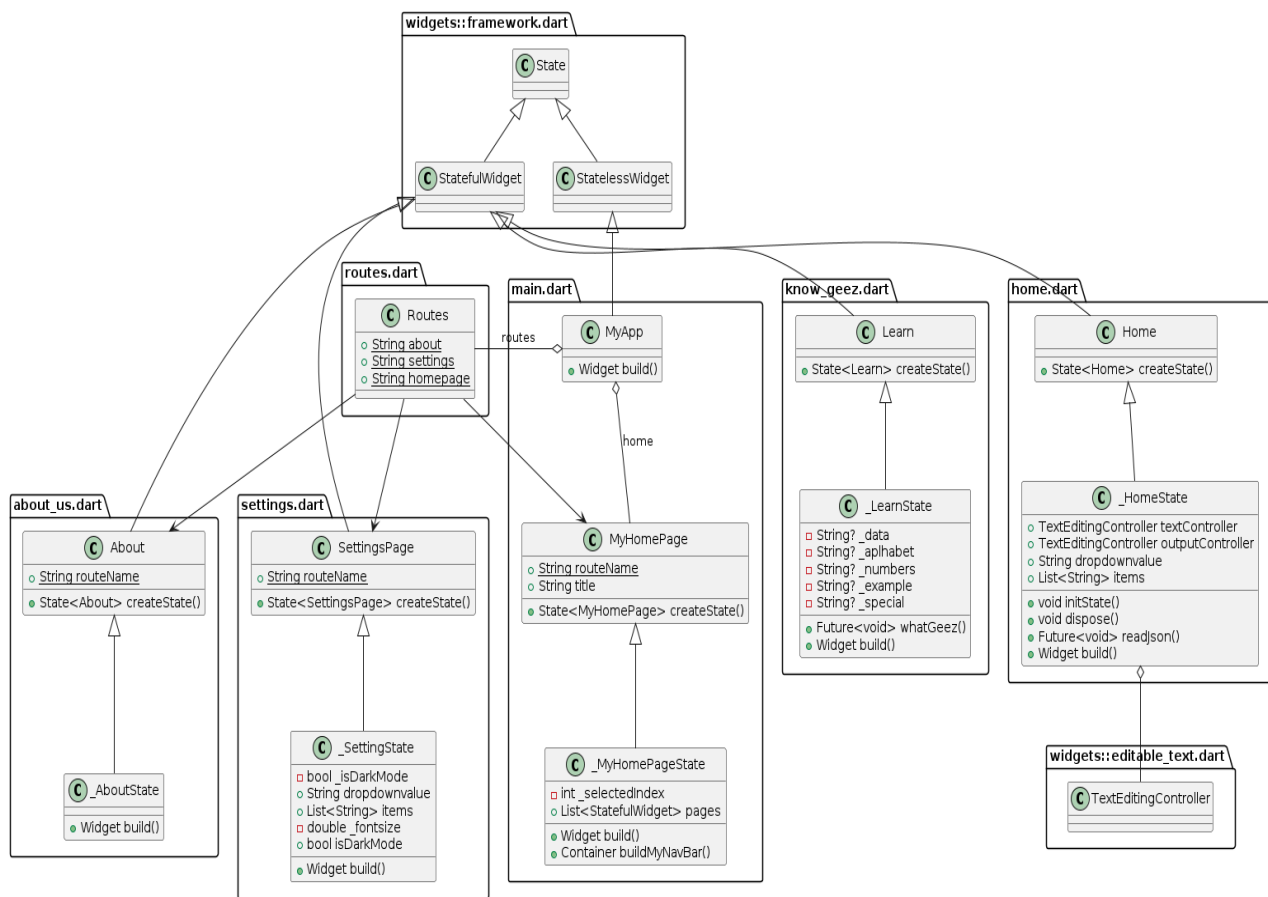 widgets::framework.dart
C State
C StatefulWidget
C StatelessWidget
routes.dart
C Routes
String about
String settings
String homepage
routes
main.dart
C MyApp
Widget build()
home
know_geez.dart
C Learn
State<Learn> createState()
home.dart
C Home
State<Home> createState()
about_us.dart
C About
String routeName
State<About> createState()
C _AboutState
Widget build()
settings.dart
C SettingsPage
String routeName
State<SettingsPage> createState()
C _SettingState
bool _isDarkMode
String dropdownvalue
List<String> items
double _fontsize
bool isDarkMode
Widget build()
C MyHomePage
String routeName
String title
State<MyHomePage> createState()
C _MyHomePageState
int _selectedIndex
List<StatefulWidget> pages
Widget build()
Container buildMyNavBar()
C _LearnState
String? _data
String? _aplhabet
String? _numbers
String? _example
String? _special
Future<void> whatGeez()
Widget build()
C _HomeState
TextEditingController textController
TextEditingController outputController
String dropdownvalue
List<String> items
void initState()
void dispose()
Future<void> readJson()
Widget build()
widgets::editable_text.dart
C TextEditingController